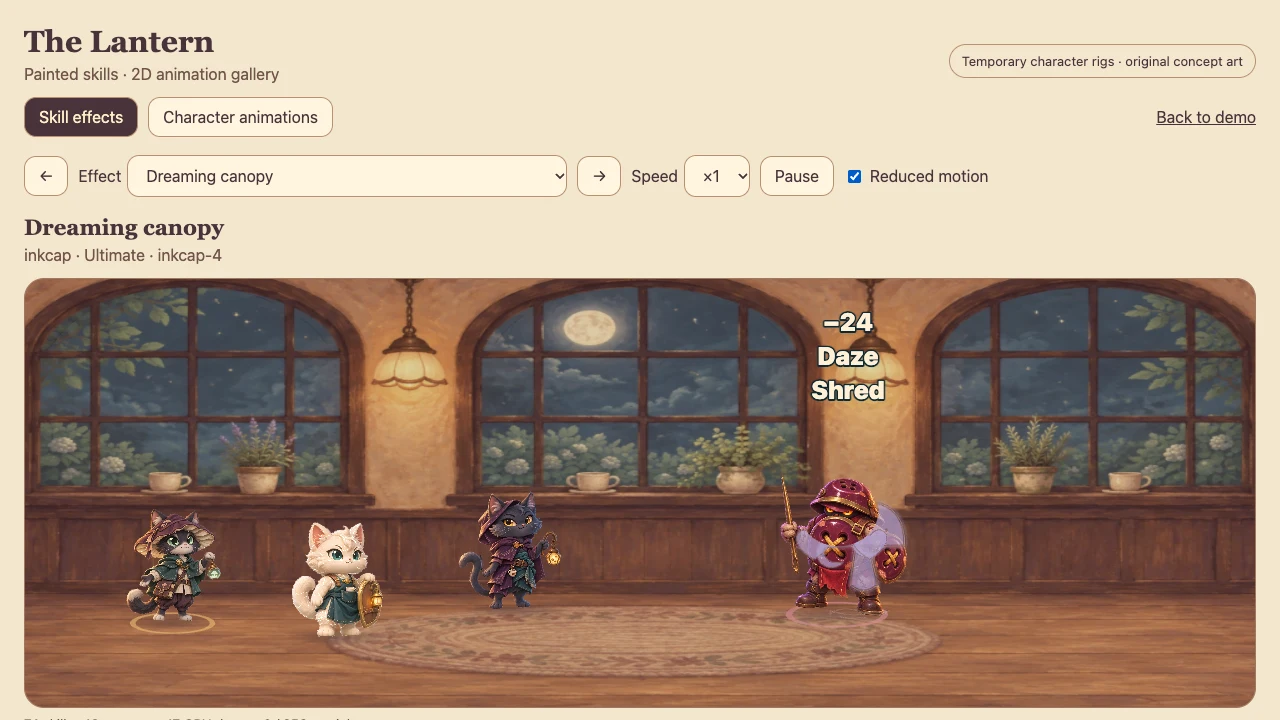 The Lantern
Painted skills · 2D animation gallery
Temporary character rigs · original concept art
Skill effects
Character animations
Back to demo
← Effect Dreaming canopy → Speed ×1 Pause Reduced motion
Dreaming canopy
inkcap · Ultimate · inkcap-4
−24
Daze
Shred